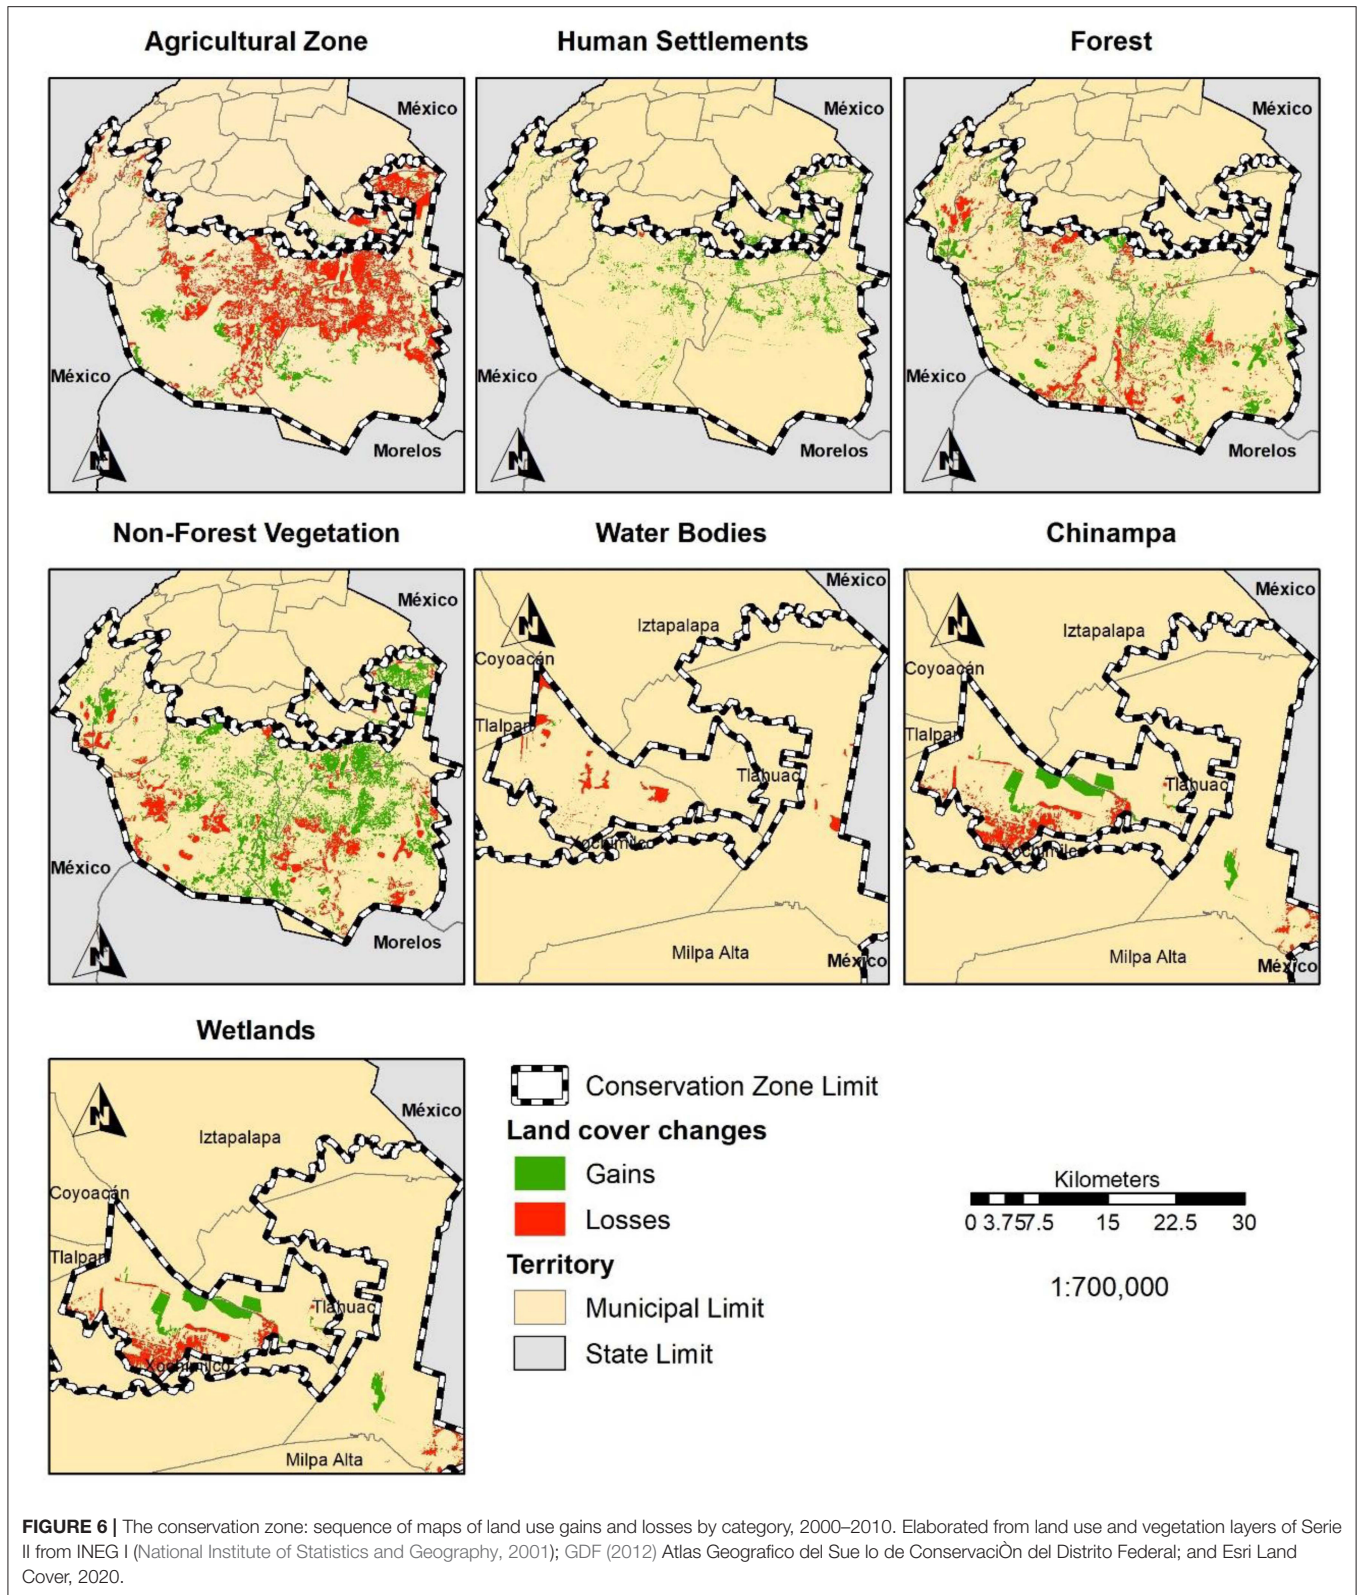 Agricultural Zone
Human Settlements
Forest
México
México
México
México
México
México
Morelos
Morelos
Morelos
N
N
N
Non-Forest Vegetation
Water Bodies
Chinampa
México
México
México
Iztapalapa
Iztapalapa
Coyoacán
Coyoacán
Tlalpan
Tlalpan
Tlahuac
Tlahuac
Xochimilco
Xochimilco
México
Morelos
Milpa Alta
Milpa Alta
México
México
N
N
N
Wetlands
México
Iztapalapa
Coyoacán
Tlalpan
Tlahuac
Xochimilco
Milpa Alta
N
Conservation Zone Limit
Land cover changes
Gains
Losses
Territory
Municipal Limit
State Limit
Kilometers
0 3.757.5 15 22.5 30
1:700,000
FIGURE 6 | The conservation zone: sequence of maps of land use gains and losses by category, 2000–2010. Elaborated from land use and vegetation layers of Serie
II from INEG I (National Institute of Statistics and Geography, 2001); GDF (2012) Atlas Geografico del Sue lo de ConservaciÒn del Distrito Federal; and Esri Land
Cover, 2020.